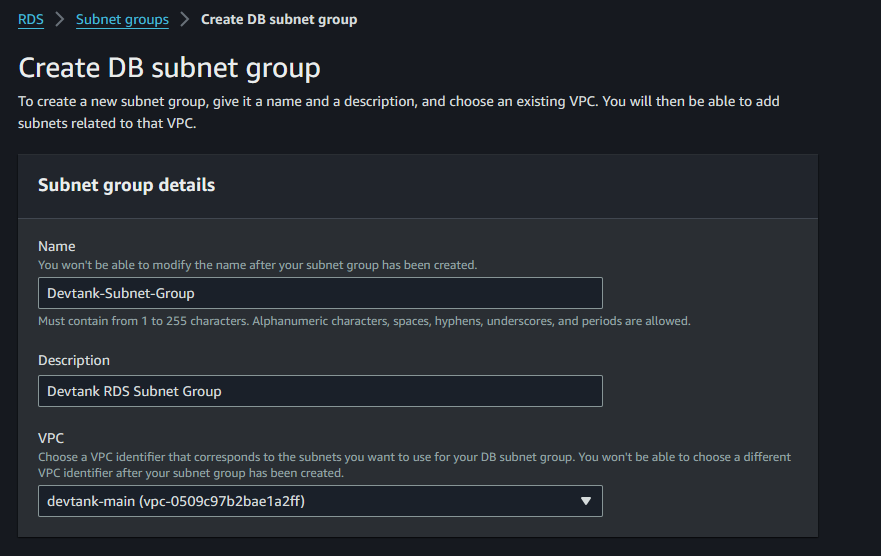 RDS > Subnet groups > Create DB subnet group
Create DB subnet group
To create a new subnet group, give it a name and a description, and choose an existing VPC. You will then be able to add
subnets related to that VPC.
Subnet group details
Name
You won't be able to modify the name after your subnet group has been created.
Devtank-Subnet-Group
Must contain from 1 to 255 characters. Alphanumeric characters, spaces, hyphens, underscores, and periods are allowed.
Description
Devtank RDS Subnet Group
VPC
Choose a VPC identifier that corresponds to the subnets you want to use for your DB subnet group. You won't be able to choose a different
VPC identifier after your subnet group has been created.
devtank-main (vpc-0509c97b2bae1a2ff)